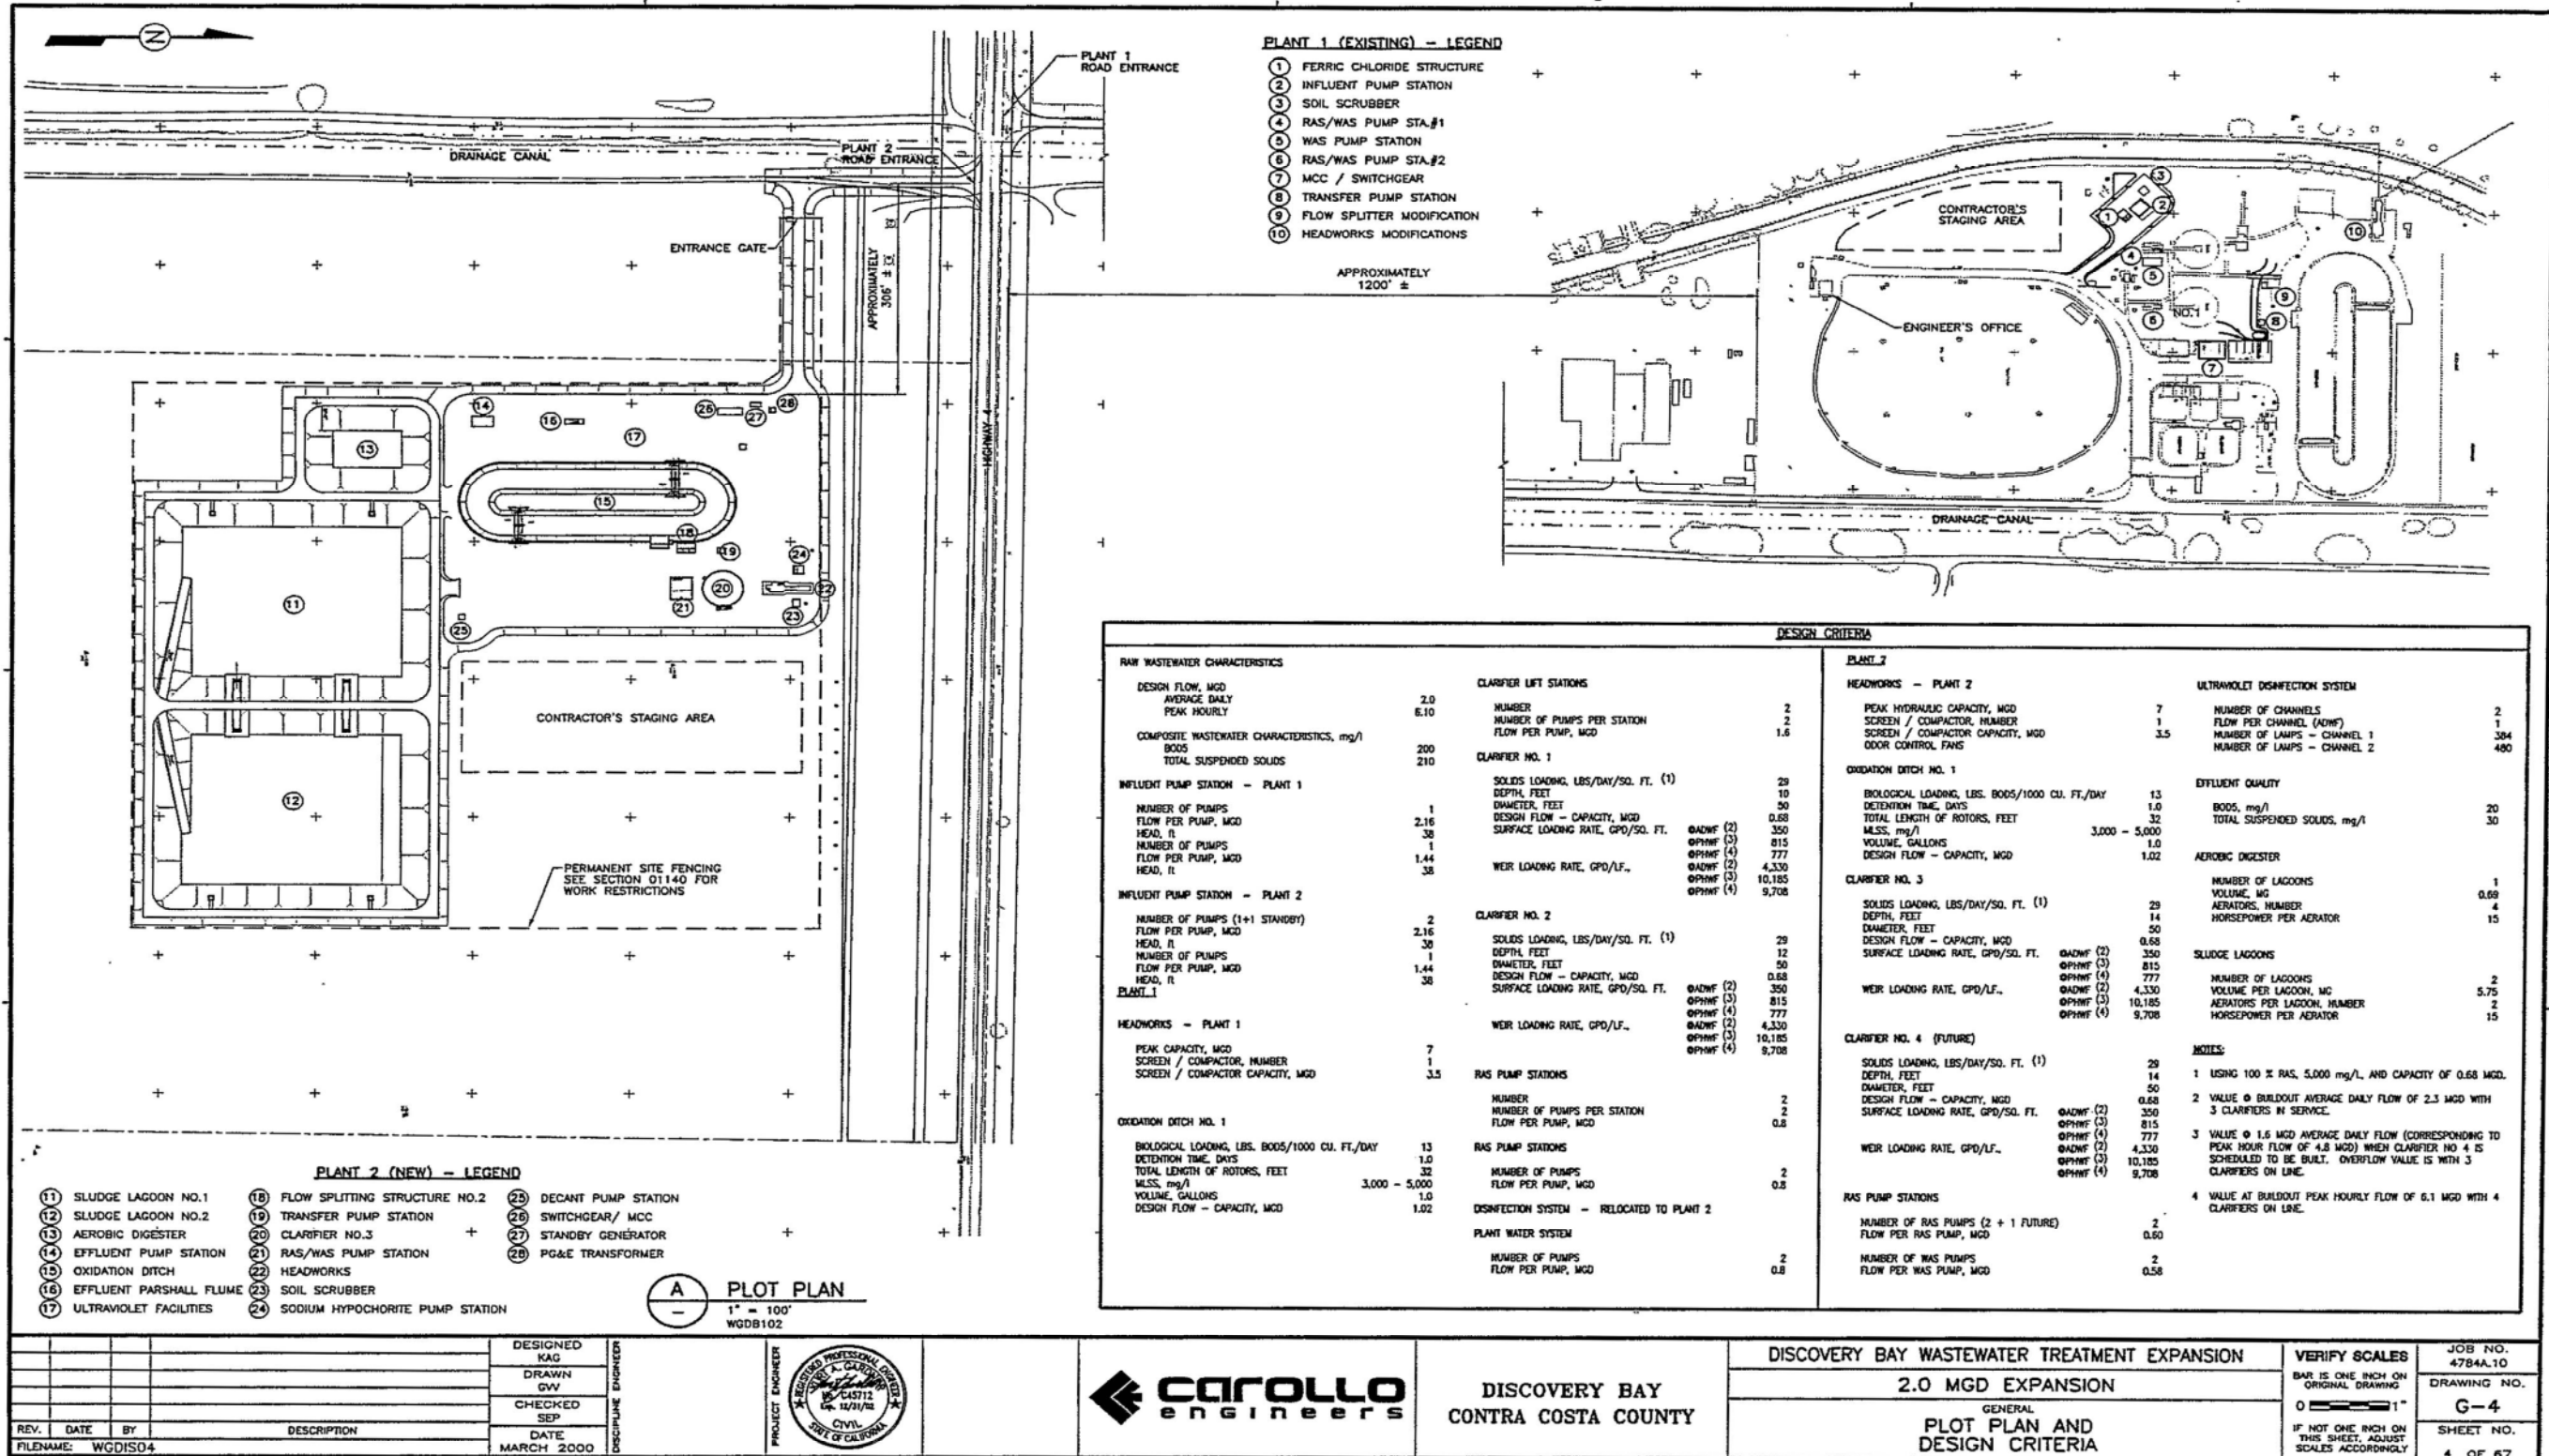 N
PLANT 1
ROAD ENTRANCE
PLANT 2
ROAD ENTRANCE
DRAINAGE CANAL
ENTRANCE GATE
APPROXIMATELY
306' ±
HIGHWAY 4
14
16
17
26
27
28
13
15
18
19
24
20
22
21
23
25
11
12
CONTRACTOR'S STAGING AREA
PERMANENT SITE FENCING
SEE SECTION 01140 FOR
WORK RESTRICTIONS
PLANT 1 (EXISTING) - LEGEND
1 FERRIC CHLORIDE STRUCTURE
2 INFLUENT PUMP STATION
3 SOIL SCRUBBER
4 RAS/WAS PUMP STA.#1
5 WAS PUMP STATION
6 RAS/WAS PUMP STA.#2
7 MCC / SWITCHGEAR
8 TRANSFER PUMP STATION
9 FLOW SPLITTER MODIFICATION
10 HEADWORKS MODIFICATIONS
APPROXIMATELY
1200' ±
CONTRACTOR'S
STAGING AREA
3
1
2
10
4
5
9
6
NO.1
8
7
ENGINEER'S OFFICE
DRAINAGE CANAL
DESIGN CRITERIA
RAW WASTEWATER CHARACTERISTICS
DESIGN FLOW, MGD
AVERAGE DAILY 2.0
PEAK HOURLY 6.10
COMPOSITE WASTEWATER CHARACTERISTICS, mg/l
BOD5 200
TOTAL SUSPENDED SOLIDS 210
INFLUENT PUMP STATION - PLANT 1
NUMBER OF PUMPS 1
FLOW PER PUMP, MGD 2.16
HEAD, ft 38
NUMBER OF PUMPS 1
FLOW PER PUMP, MGD 1.44
HEAD, ft 38
INFLUENT PUMP STATION - PLANT 2
NUMBER OF PUMPS (1+1 STANDBY) 2
FLOW PER PUMP, MGD 2.16
HEAD, ft 38
NUMBER OF PUMPS 1
FLOW PER PUMP, MGD 1.44
HEAD, ft 38
PLANT 1
HEADWORKS - PLANT 1
PEAK CAPACITY, MGD 7
SCREEN / COMPACTOR, NUMBER 1
SCREEN / COMPACTOR CAPACITY, MGD 3.5
OXIDATION DITCH NO. 1
BIOLOGICAL LOADING, LBS. BOD5/1000 CU. FT./DAY 13
DETENTION TIME, DAYS 1.0
TOTAL LENGTH OF ROTORS, FEET 32
MLSS, mg/l 3,000 - 5,000
VOLUME, GALLONS 1.0
DESIGN FLOW - CAPACITY, MGD 1.02
CLARIFIER LIFT STATIONS
NUMBER 2
NUMBER OF PUMPS PER STATION 2
FLOW PER PUMP, MGD 1.6
CLARIFIER NO. 1
SOLIDS LOADING, LBS/DAY/SQ. FT. (1) 29
DEPTH, FEET 10
DIAMETER, FEET 50
DESIGN FLOW - CAPACITY, MGD 0.68
SURFACE LOADING RATE, GPD/SQ. FT. @ADWF (2) 350
@PHWF (3) 815
@PHWF (4) 777
WEIR LOADING RATE, GPD/LF., @ADWF (2) 4,330
@PHWF (3) 10,185
@PHWF (4) 9,708
CLARIFIER NO. 2
SOLIDS LOADING, LBS/DAY/SQ. FT. (1) 29
DEPTH, FEET 12
DIAMETER, FEET 50
DESIGN FLOW - CAPACITY, MGD 0.68
SURFACE LOADING RATE, GPD/SQ. FT. @ADWF (2) 350
@PHWF (3) 815
@PHWF (4) 777
WEIR LOADING RATE, GPD/LF., @ADWF (2) 4,330
@PHWF (3) 10,185
@PHWF (4) 9,708
RAS PUMP STATIONS
NUMBER 2
NUMBER OF PUMPS PER STATION 2
FLOW PER PUMP, MGD 0.8
RAS PUMP STATIONS
NUMBER OF PUMPS 2
FLOW PER PUMP, MGD 0.8
DISINFECTION SYSTEM - RELOCATED TO PLANT 2
PLANT WATER SYSTEM
NUMBER OF PUMPS 2
FLOW PER PUMP, MGD 0.8
PLANT 2
HEADWORKS - PLANT 2
PEAK HYDRAULIC CAPACITY, MGD 7
SCREEN / COMPACTOR, NUMBER 1
SCREEN / COMPACTOR CAPACITY, MGD 3.5
ODOR CONTROL FANS
OXIDATION DITCH NO. 1
BIOLOGICAL LOADING, LBS. BOD5/1000 CU. FT./DAY 13
DETENTION TIME, DAYS 1.0
TOTAL LENGTH OF ROTORS, FEET 32
MLSS, mg/l 3,000 - 5,000
VOLUME, GALLONS 1.0
DESIGN FLOW - CAPACITY, MGD 1.02
CLARIFIER NO. 3
SOLIDS LOADING, LBS/DAY/SQ. FT. (1) 29
DEPTH, FEET 14
DIAMETER, FEET 50
DESIGN FLOW - CAPACITY, MGD 0.68
SURFACE LOADING RATE, GPD/SQ. FT. @ADWF (2) 350
@PHWF (3) 815
@PHWF (4) 777
WEIR LOADING RATE, GPD/LF., @ADWF (2) 4,330
@PHWF (3) 10,185
@PHWF (4) 9,708
CLARIFIER NO. 4 (FUTURE)
SOLIDS LOADING, LBS/DAY/SQ. FT. (1) 29
DEPTH, FEET 14
DIAMETER, FEET 50
DESIGN FLOW - CAPACITY, MGD 0.68
SURFACE LOADING RATE, GPD/SQ. FT. @ADWF (2) 350
@PHWF (3) 815
@PHWF (4) 777
WEIR LOADING RATE, GPD/LF., @ADWF (2) 4,330
@PHWF (3) 10,185
@PHWF (4) 9,708
RAS PUMP STATIONS
NUMBER OF RAS PUMPS (2 + 1 FUTURE) 2
FLOW PER RAS PUMP, MGD 0.60
NUMBER OF WAS PUMPS 2
FLOW PER WAS PUMP, MGD 0.58
ULTRAVIOLET DISINFECTION SYSTEM
NUMBER OF CHANNELS 2
FLOW PER CHANNEL (ADWF) 1
NUMBER OF LAMPS - CHANNEL 1 384
NUMBER OF LAMPS - CHANNEL 2 480
EFFLUENT QUALITY
BOD5, mg/l 20
TOTAL SUSPENDED SOLIDS, mg/l 30
AEROBIC DIGESTER
NUMBER OF LAGOONS 1
VOLUME, MG 0.69
AERATORS, NUMBER 4
HORSEPOWER PER AERATOR 15
SLUDGE LAGOONS
NUMBER OF LAGOONS 2
VOLUME PER LAGOON, MG 5.75
AERATORS PER LAGOON, NUMBER 2
HORSEPOWER PER AERATOR 15
NOTES:
1 USING 100 % RAS, 5,000 mg/L, AND CAPACITY OF 0.68 MGD.
2 VALUE @ BUILDOUT AVERAGE DAILY FLOW OF 2.3 MGD WITH
3 CLARIFIERS IN SERVICE.
3 VALUE @ 1.6 MGD AVERAGE DAILY FLOW (CORRESPONDING TO
PEAK HOUR FLOW OF 4.8 MGD) WHEN CLARIFIER NO 4 IS
SCHEDULED TO BE BUILT. OVERFLOW VALUE IS WITH 3
CLARIFIERS ON LINE.
4 VALUE AT BUILDOUT PEAK HOURLY FLOW OF 6.1 MGD WITH 4
CLARIFIERS ON LINE.
PLANT 2 (NEW) - LEGEND
11 SLUDGE LAGOON NO.1
12 SLUDGE LAGOON NO.2
13 AEROBIC DIGESTER
14 EFFLUENT PUMP STATION
15 OXIDATION DITCH
16 EFFLUENT PARSHALL FLUME
17 ULTRAVIOLET FACILITIES
18 FLOW SPLITTING STRUCTURE NO.2
19 TRANSFER PUMP STATION
20 CLARIFIER NO.3
21 RAS/WAS PUMP STATION
22 HEADWORKS
23 SOIL SCRUBBER
24 SODIUM HYPOCHORITE PUMP STATION
25 DECANT PUMP STATION
26 SWITCHGEAR/ MCC
27 STANDBY GENERATOR
28 PG&E TRANSFORMER
A PLOT PLAN
1" = 100'
WGDB102
REV. DATE BY DESCRIPTION
FILENAME: WGDIS04
DESIGNED
KAG
DRAWN
GVV
CHECKED
SEP
DATE
MARCH 2000
DISCIPLINE ENGINEER
PROJECT ENGINEER
REGISTERED PROFESSIONAL ENGINEER
C45712
CIVIL
STATE OF CALIFORNIA
carollo
engineers
DISCOVERY BAY
CONTRA COSTA COUNTY
DISCOVERY BAY WASTEWATER TREATMENT EXPANSION
2.0 MGD EXPANSION
GENERAL
PLOT PLAN AND
DESIGN CRITERIA
VERIFY SCALES
BAR IS ONE INCH ON
ORIGINAL DRAWING
0 1"
IF NOT ONE INCH ON
THIS SHEET, ADJUST
SCALES ACCORDINGLY
JOB NO.
4784A.10
DRAWING NO.
G-4
SHEET NO.
4 OF 67